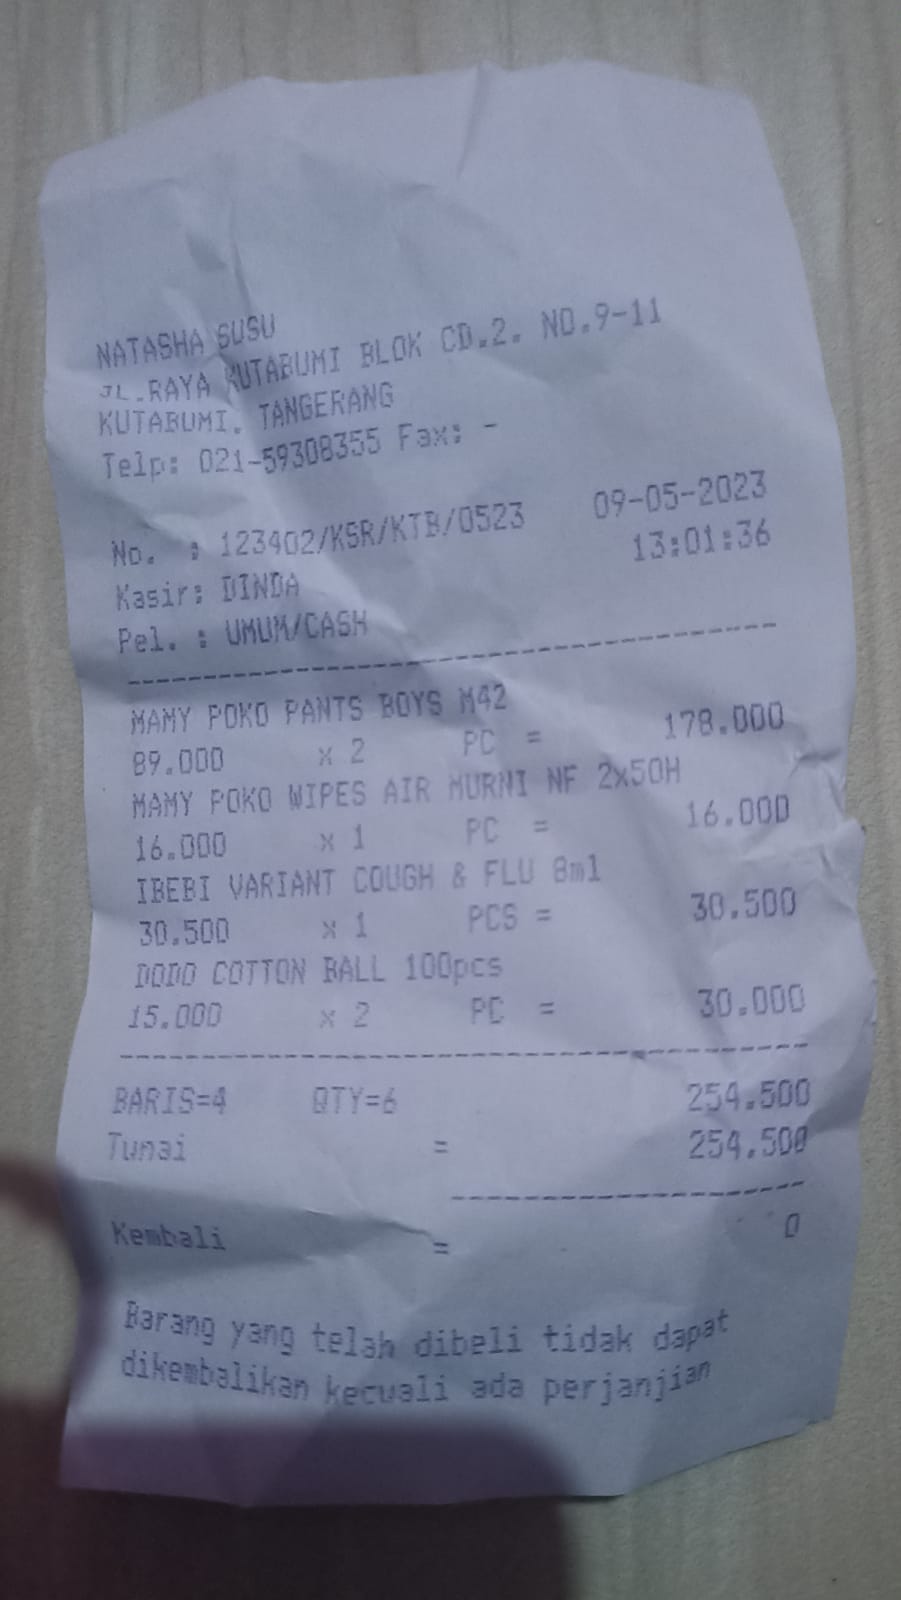 NATASHA SUSU
JL.RAYA KUTABUMI BLOK CD.2. NO.9-11
KUTABUMI. TANGERANG
Telp: 021-59308355 Fax: -
No. : 123402/KSR/KTB/0523 09-05-2023
Kasir: DINDA 13:01:36
Pel. : UMUM/CASH
MAMY POKO PANTS BOYS M42
89.000 x 2 PC = 178.000
MAMY POKO WIPES AIR MURNI NF 2x50H
16.000 x 1 PC = 16.000
IBEBI VARIANT COUGH & FLU 8ml
30.500 x 1 PCS = 30.500
DODO COTTON BALL 100pcs
15.000 x 2 PC = 30.000
BARIS=4 QTY=6 254.500
Tunai = 254.500
Kembali = 0
Barang yang telah dibeli tidak dapat
dikembalikan kecuali ada perjanjian